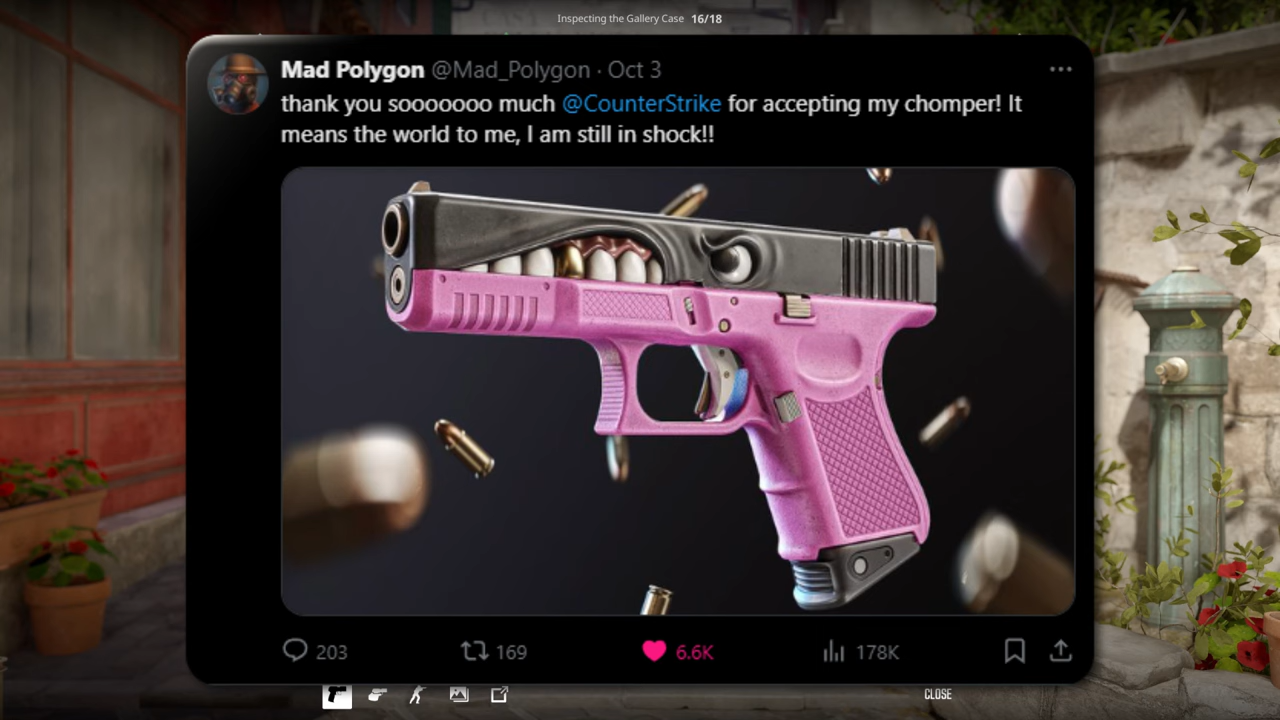 Inspecting the Gallery Case 16/18
Mad Polygon @Mad_Polygon · Oct 3
thank you sooooooo much @CounterStrike for accepting my chomper! It
means the world to me, I am still in shock!!
203 169 6.6K 178K
CLOSE